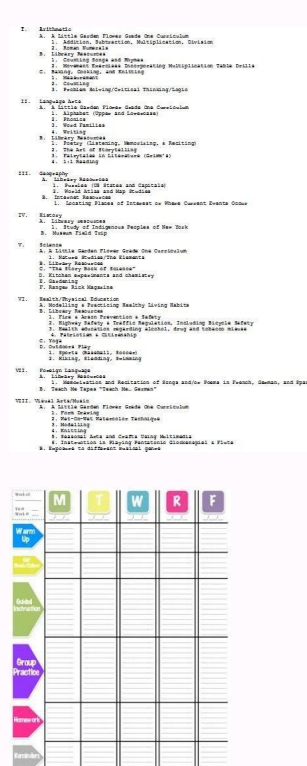 I. Arithmetic
A. A Little Garden Flower Grade One Curriculum
1. Addition, Subtraction, Multiplication, Division
2. Roman Numerals
B. Library Resources
1. Counting Songs and Rhymes
2. Movement Exercises Incorporating Multiplication Table Drills
C. Baking, Cooking, and Knitting
1. Measurement
2. Counting
3. Problem Solving/Critical Thinking/Logic
II. Language Arts
A. A Little Garden Flower Grade One Curriculum
1. Alphabet (Upper and Lowercase)
2. Phonics
3. Word Families
4. Writing
B. Library Resources
1. Poetry (Listening, Memorizing, & Reciting)
2. The Art of Storytelling
3. Fairytales in Literature (Grimm's)
4. 1:1 Reading
III. Geography
A. Library Resources
1. Puzzles (US States and Capitals)
2. World Atlas and Map Studies
B. Internet Resources
1. Locating Places of Interest or Where Current Events Occur
IV. History
A. Library Resources
1. Study of Indigenous Peoples of New York
B. Museum Field Trip
V. Science
A. A Little Garden Flower Grade One Curriculum
1. Nature Studies/The Elements
B. Library Resources
C. "The Story Book of Science"
D. Kitchen experiments and chemistry
E. Gardening
F. Ranger Rick Magazine
VI. Health/Physical Education
A. Modelling & Practicing Healthy Living Habits
B. Library Resources
1. Fire & Arson Prevention & Safety
2. Highway Safety & Traffic Regulation, Including Bicycle Safety
3. Health education regarding alcohol, drug and tobacco misuse
4. Patriotism & Citizenship
C. Yoga
D. Outdoors Play
1. Sports (Baseball, Soccer)
2. Hiking, Sledding, Swimming
VII. Foreign Language
A. Library Resources
1. Memorization and Recitation of Songs and/or Poems in French, German, and Spa
B. Teach Me Tapes "Teach Me… German"
VIII. Visual Arts/Music
A. A Little Garden Flower Grade One Curriculum
1. Form Drawing
2. Wet-On-Wet Watercolor Technique
3. Modelling
4. Knitting
5. Seasonal Arts and Crafts Using Multimedia
6. Instruction in Playing Pentatonic Glockenspiel & Flute
B. Exposure to different musical genre
M T W R F
Warm Up
Guided Instruction
Group Practice
Homework
Reminders